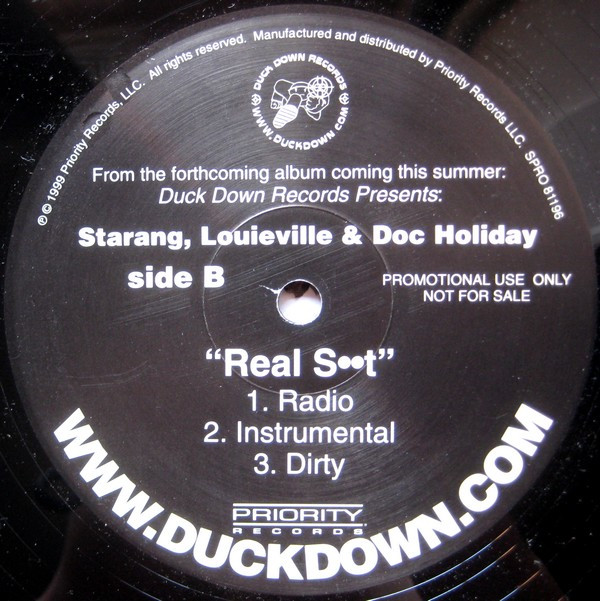 ℗ © 1999 Priority Records, LLC. All rights reserved. Manufactured and distributed by Priority Records LLC. SPRO 81196
DUCK DOWN RECORDS
WWW.DUCKDOWN.COM
From the forthcoming album coming this summer:
Duck Down Records Presents:
Starang, Louieville & Doc Holiday
side B
PROMOTIONAL USE ONLY
NOT FOR SALE
“Real S••t”
1. Radio
2. Instrumental
3. Dirty
PRIORITY
RECORDS
WWW.DUCKDOWN.COM